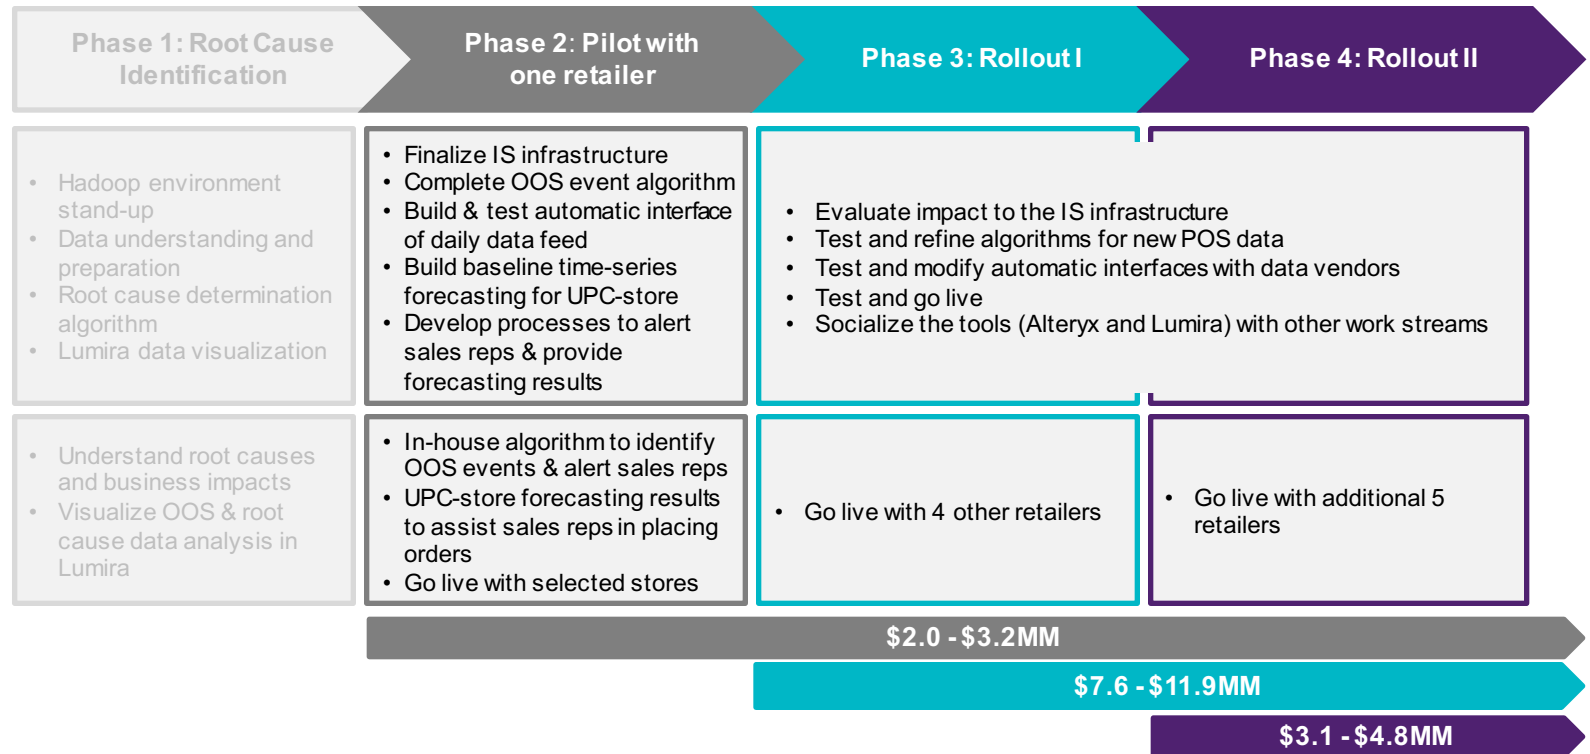 Phase 1: Root Cause
Identification
Phase 2: Pilot with
one retailer
Phase 3: Rollout I
Phase 4: Rollout II
• Hadoop environment
stand-up
• Data understanding and
preparation
• Root cause determination
algorithm
• Lumira data visualization
• Finalize IS infrastructure
• Complete OOS event algorithm
• Build & test automatic interface
of daily data feed
• Build baseline time-series
forecasting for UPC-store
• Develop processes to alert
sales reps & provide
forecasting results
• Evaluate impact to the IS infrastructure
• Test and refine algorithms for new POS data
• Test and modify automatic interfaces with data vendors
• Test and go live
• Socialize the tools (Alteryx and Lumira) with other work streams
• Understand root causes
and business impacts
• Visualize OOS & root
cause data analysis in
Lumira
• In-house algorithm to identify
OOS events & alert sales reps
• UPC-store forecasting results
to assist sales reps in placing
orders
• Go live with selected stores
• Go live with 4 other retailers
• Go live with additional 5
retailers
$2.0 - $3.2MM
$7.6 - $11.9MM
$3.1 - $4.8MM